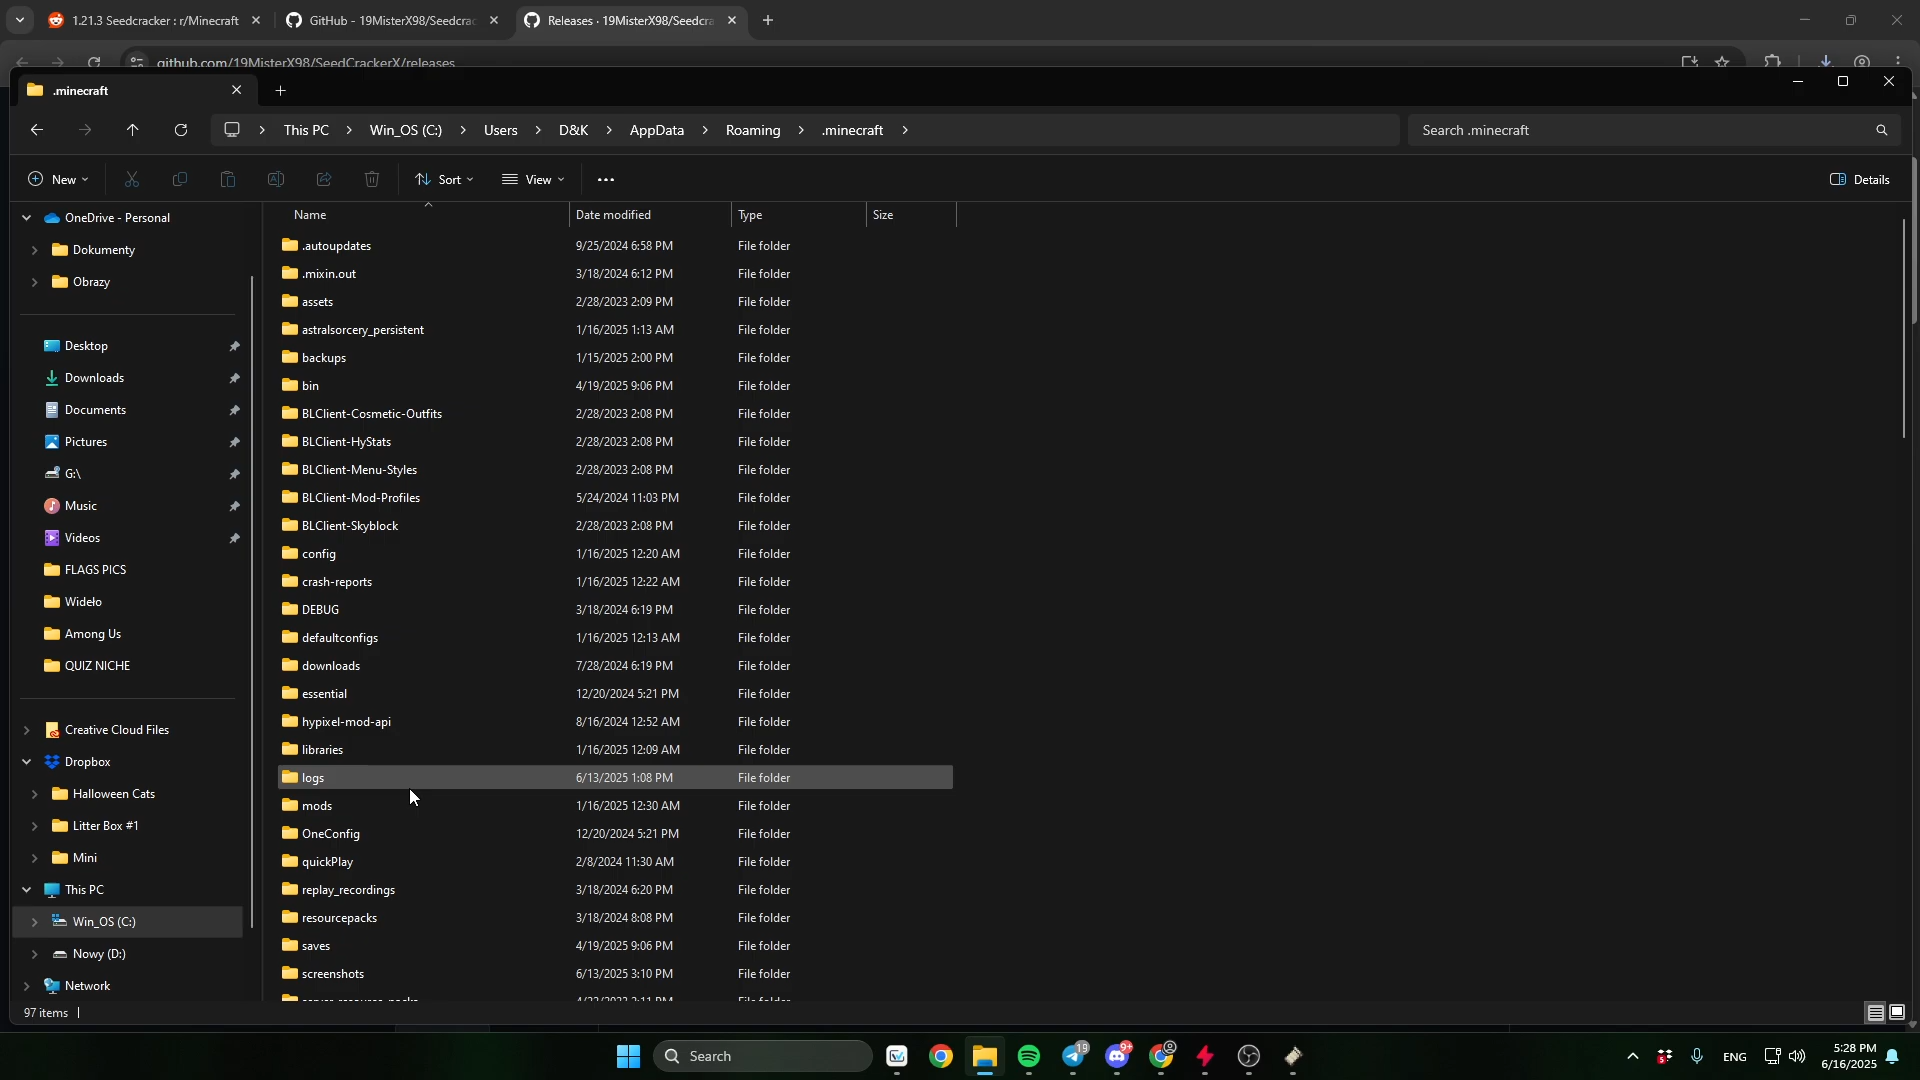 1.21.3 Seedcracker : r/Minecraft
GitHub - 19MisterX98/Seedcrac
Releases · 19MisterX98/Seedcra
github.com/19MisterX98/SeedCrackerX/releases
.minecraft
This PC > Win_OS (C:) > Users > D&K > AppData > Roaming > .minecraft >
Search .minecraft
New
Sort
View
Details
OneDrive - Personal
Dokumenty
Obrazy
Desktop
Downloads
Documents
Pictures
G:\
Music
Videos
FLAGS PICS
Wideło
Among Us
QUIZ NICHE
Creative Cloud Files
Dropbox
Halloween Cats
Litter Box #1
Mini
This PC
Win_OS (C:)
Nowy (D:)
Network
Name Date modified Type Size
.autoupdates 9/25/2024 6:58 PM File folder
.mixin.out 3/18/2024 6:12 PM File folder
assets 2/28/2023 2:09 PM File folder
astralsorcery_persistent 1/16/2025 1:13 AM File folder
backups 1/15/2025 2:00 PM File folder
bin 4/19/2025 9:06 PM File folder
BLClient-Cosmetic-Outfits 2/28/2023 2:08 PM File folder
BLClient-HyStats 2/28/2023 2:08 PM File folder
BLClient-Menu-Styles 2/28/2023 2:08 PM File folder
BLClient-Mod-Profiles 5/24/2024 11:03 PM File folder
BLClient-Skyblock 2/28/2023 2:08 PM File folder
config 1/16/2025 12:20 AM File folder
crash-reports 1/16/2025 12:22 AM File folder
DEBUG 3/18/2024 6:19 PM File folder
defaultconfigs 1/16/2025 12:13 AM File folder
downloads 7/28/2024 6:19 PM File folder
essential 12/20/2024 5:21 PM File folder
hypixel-mod-api 8/16/2024 12:52 AM File folder
libraries 1/16/2025 12:09 AM File folder
logs 6/13/2025 1:08 PM File folder
mods 1/16/2025 12:30 AM File folder
OneConfig 12/20/2024 5:21 PM File folder
quickPlay 2/8/2024 11:30 AM File folder
replay_recordings 3/18/2024 6:20 PM File folder
resourcepacks 3/18/2024 8:08 PM File folder
saves 4/19/2025 9:06 PM File folder
screenshots 6/13/2025 3:10 PM File folder
97 items
Search
19
9+
5
ENG
5:28 PM
6/16/2025